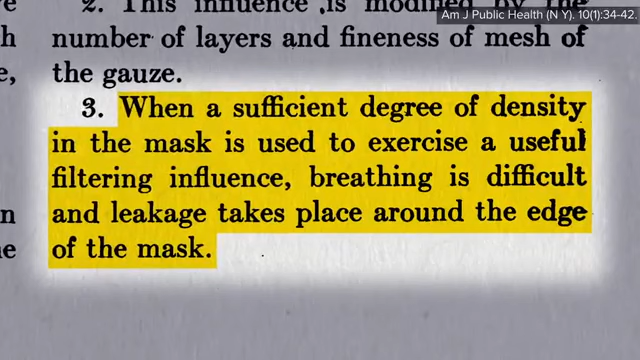 Am J Public Health (N Y). 10(1):34-42.
2. This influence is modified by the
number of layers and fineness of mesh of
the gauze.
3. When a sufficient degree of density
in the mask is used to exercise a useful
filtering influence, breathing is difficult
and leakage takes place around the edge
of the mask.